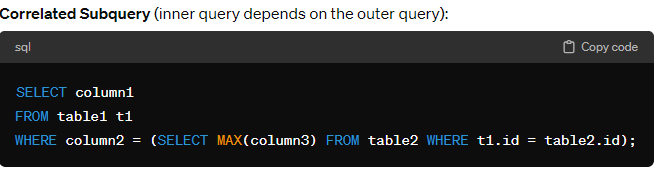 Correlated Subquery (inner query depends on the outer query):
sql Copy code
SELECT column1
FROM table1 t1
WHERE column2 = (SELECT MAX(column3) FROM table2 WHERE t1.id = table2.id);